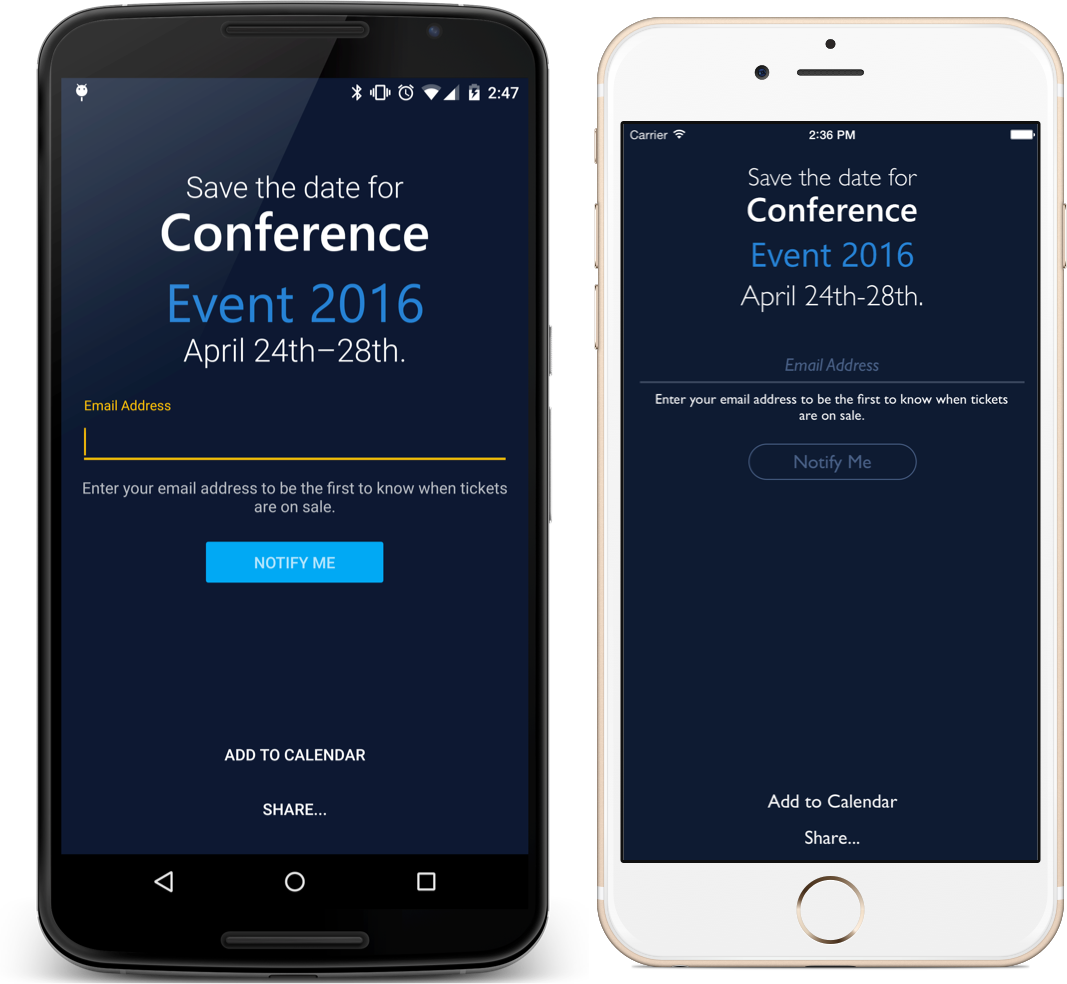 2:47
Save the date for
Conference
Event 2016
April 24th–28th.
Email Address
Enter your email address to be the first to know when tickets
are on sale.
NOTIFY ME
ADD TO CALENDAR
SHARE...
Carrier 2:36 PM
Save the date for
Conference
Event 2016
April 24th-28th.
Email Address
Enter your email address to be the first to know when tickets
are on sale.
Notify Me
Add to Calendar
Share...